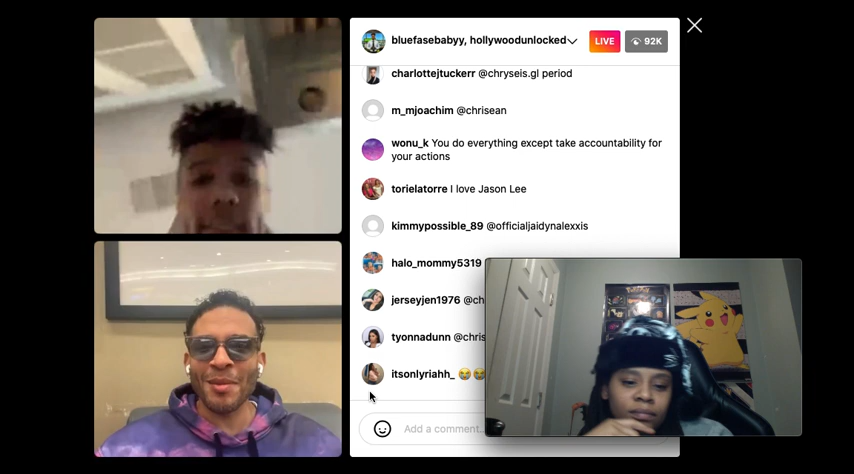 bluefasebabyy, hollywoodunlocked
LIVE
92K
charlottejtuckerr @chryseis.gl period
m_mjoachim @chrisean
wonu_k You do everything except take accountability for
your actions
torielatorre I love Jason Lee
kimmypossible_89 @officialjaidynalexxis
halo_mommy5319
jerseyjen1976 @ch
tyonnadunn @chris
itsonlyriahh_ 😭😭
Add a comment...